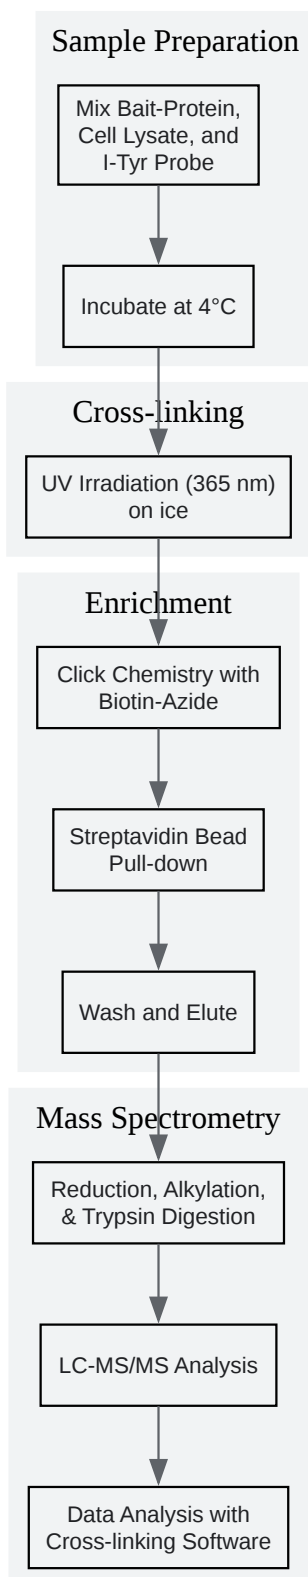 Sample Preparation
Mix Bait-Protein,
Cell Lysate, and
I-Tyr Probe
Incubate at 4°C
Cross-linking
UV Irradiation (365 nm)
on ice
Enrichment
Click Chemistry with
Biotin-Azide
Streptavidin Bead
Pull-down
Wash and Elute
Mass Spectrometry
Reduction, Alkylation,
& Trypsin Digestion
LC-MS/MS Analysis
Data Analysis with
Cross-linking Software